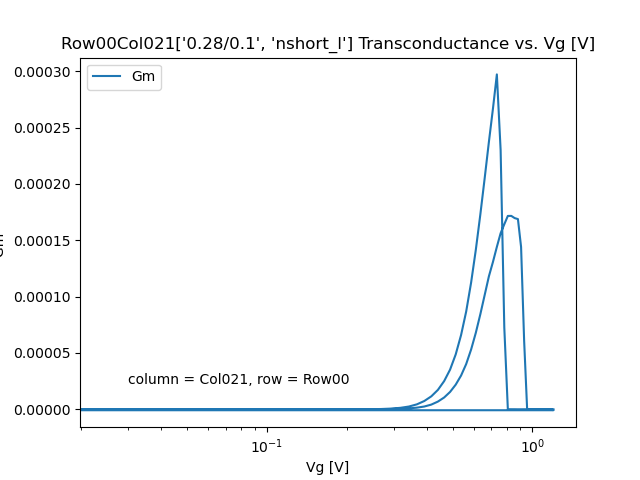 Row00Col021['0.28/0.1', 'nshort_l'] Transconductance vs. Vg [V]
Gm
0.00030
0.00025
0.00020
0.00015
0.00010
0.00005
0.00000
column = Col021, row = Row00
10⁻¹
10⁰
Vg [V]